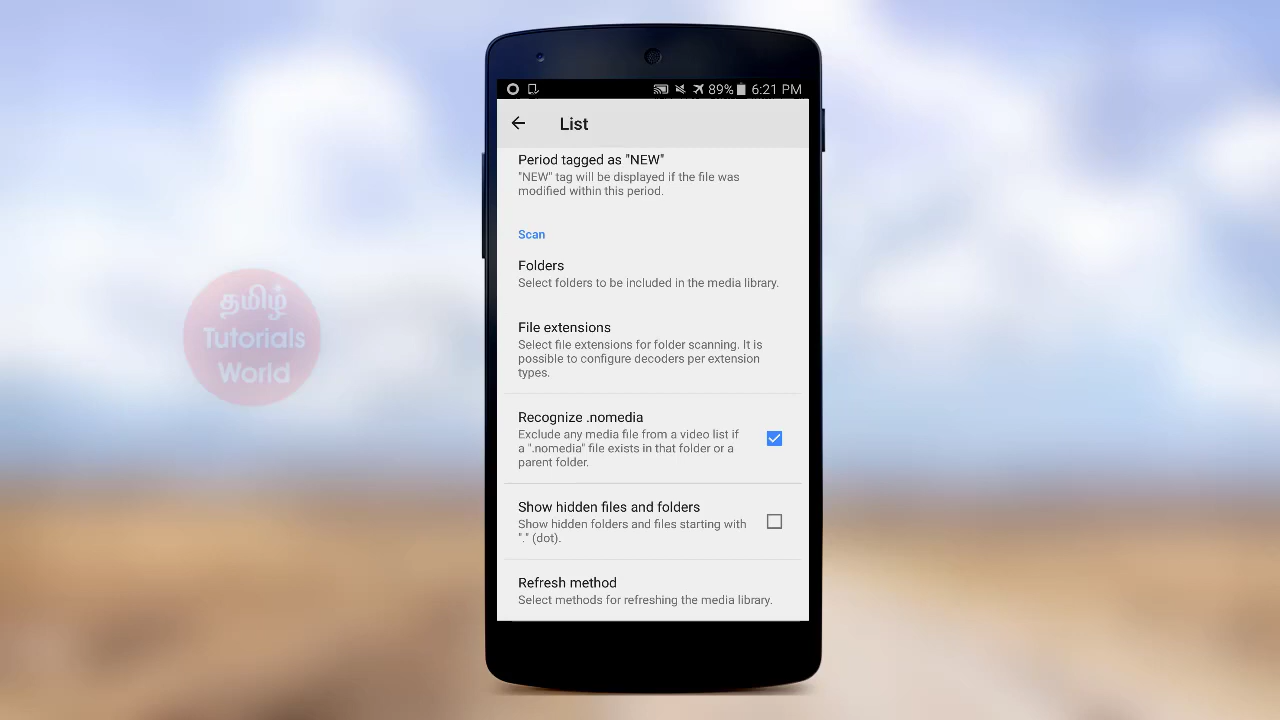 89% 6:21 PM
List
Period tagged as "NEW"
"NEW" tag will be displayed if the file was
modified within this period.
Scan
Folders
Select folders to be included in the media library.
File extensions
Select file extensions for folder scanning. It is
possible to configure decoders per extension
types.
Recognize .nomedia
Exclude any media file from a video list if
a ".nomedia" file exists in that folder or a
parent folder.
Show hidden files and folders
Show hidden folders and files starting with
"." (dot).
Refresh method
Select methods for refreshing the media library.
தமிழ்
Tutorials
World